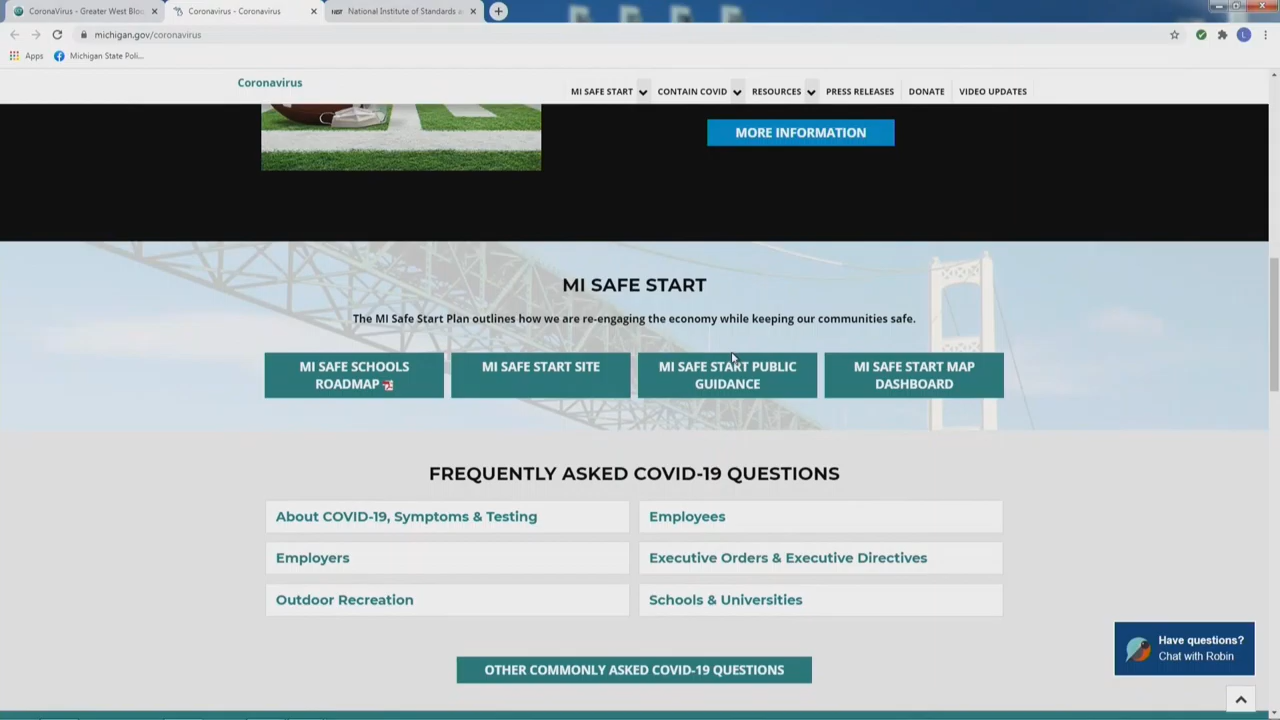 CoronaVirus - Greater West Bloo
Coronavirus - Coronavirus
NIST National Institute of Standards a
michigan.gov/coronavirus
L
Apps
Michigan State Poli...
Coronavirus
MI SAFE START
CONTAIN COVID
RESOURCES
PRESS RELEASES
DONATE
VIDEO UPDATES
MORE INFORMATION
MI SAFE START
The MI Safe Start Plan outlines how we are re-engaging the economy while keeping our communities safe.
MI SAFE SCHOOLS
ROADMAP
MI SAFE START SITE
MI SAFE START PUBLIC
GUIDANCE
MI SAFE START MAP
DASHBOARD
FREQUENTLY ASKED COVID-19 QUESTIONS
About COVID-19, Symptoms & Testing
Employees
Employers
Executive Orders & Executive Directives
Outdoor Recreation
Schools & Universities
OTHER COMMONLY ASKED COVID-19 QUESTIONS
Have questions?
Chat with Robin